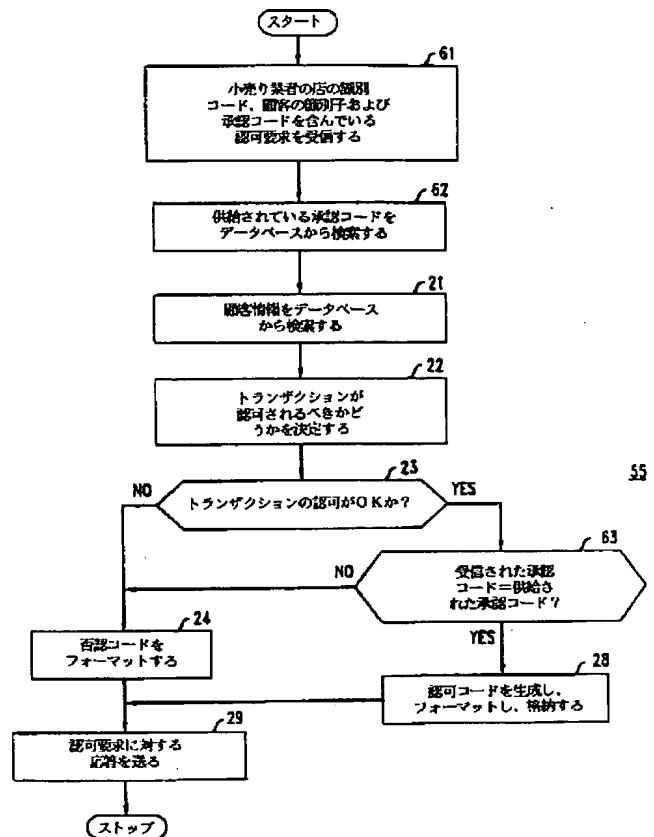 スタート
61
小売り業者の店の識別
コード、顧客の識別子および
承認コードを含んでいる
認可要求を受信する
62
供給されている承認コードを
データベースから検索する
21
顧客情報をデータベース
から検索する
22
トランザクションが
認可されるべきかど
うかを決定する
23
55
NO
トランザクションの認可がOKか?
YES
63
NO
受信された承認
コード=供給さ
れた承認コード?
24
YES
否認コードを
フォーマットする
28
認可コードを生成し、
フォーマットし、格納する
29
認可要求に対する
応答を送る
ストップ